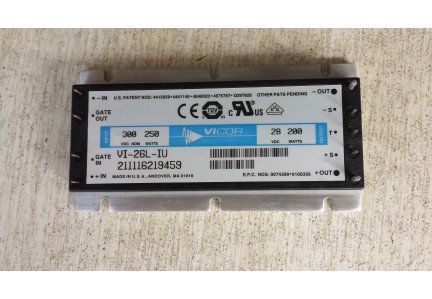 -IN
U.S. PATENT NOS. 4415959
OTHER PATS PENDING
-OUT
GATE OUT
-S
INPUT
300 250
VDC NOM WATTS
VICOR
28 200
VDC WATTS
OUTPUT
T
GATE IN
VI-26L-IU
211116219459
+S
+IN
MADE IN U.S.A. ANDOVER, MA 01810
+OUT